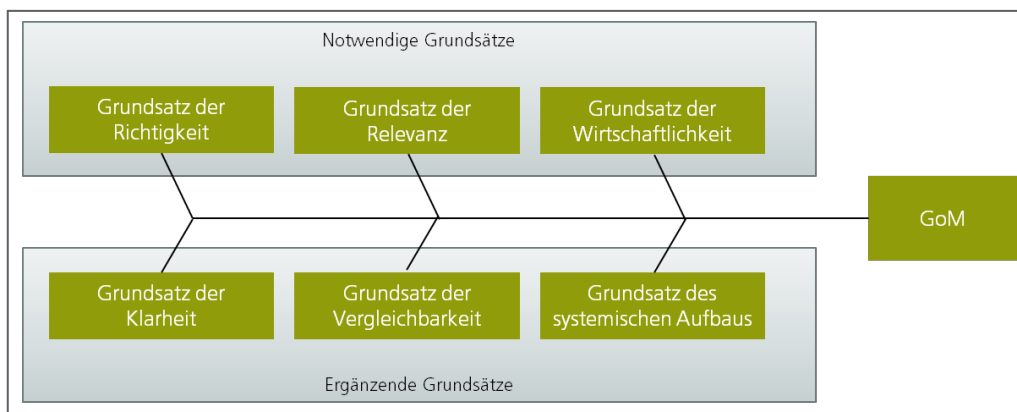 Notwendige Grundsätze
Grundsatz der
Richtigkeit
Grundsatz der
Relevanz
Grundsatz der
Wirtschaftlichkeit
GoM
Grundsatz der
Klarheit
Grundsatz der
Vergleichbarkeit
Grundsatz des
systemischen Aufbaus
Ergänzende Grundsätze